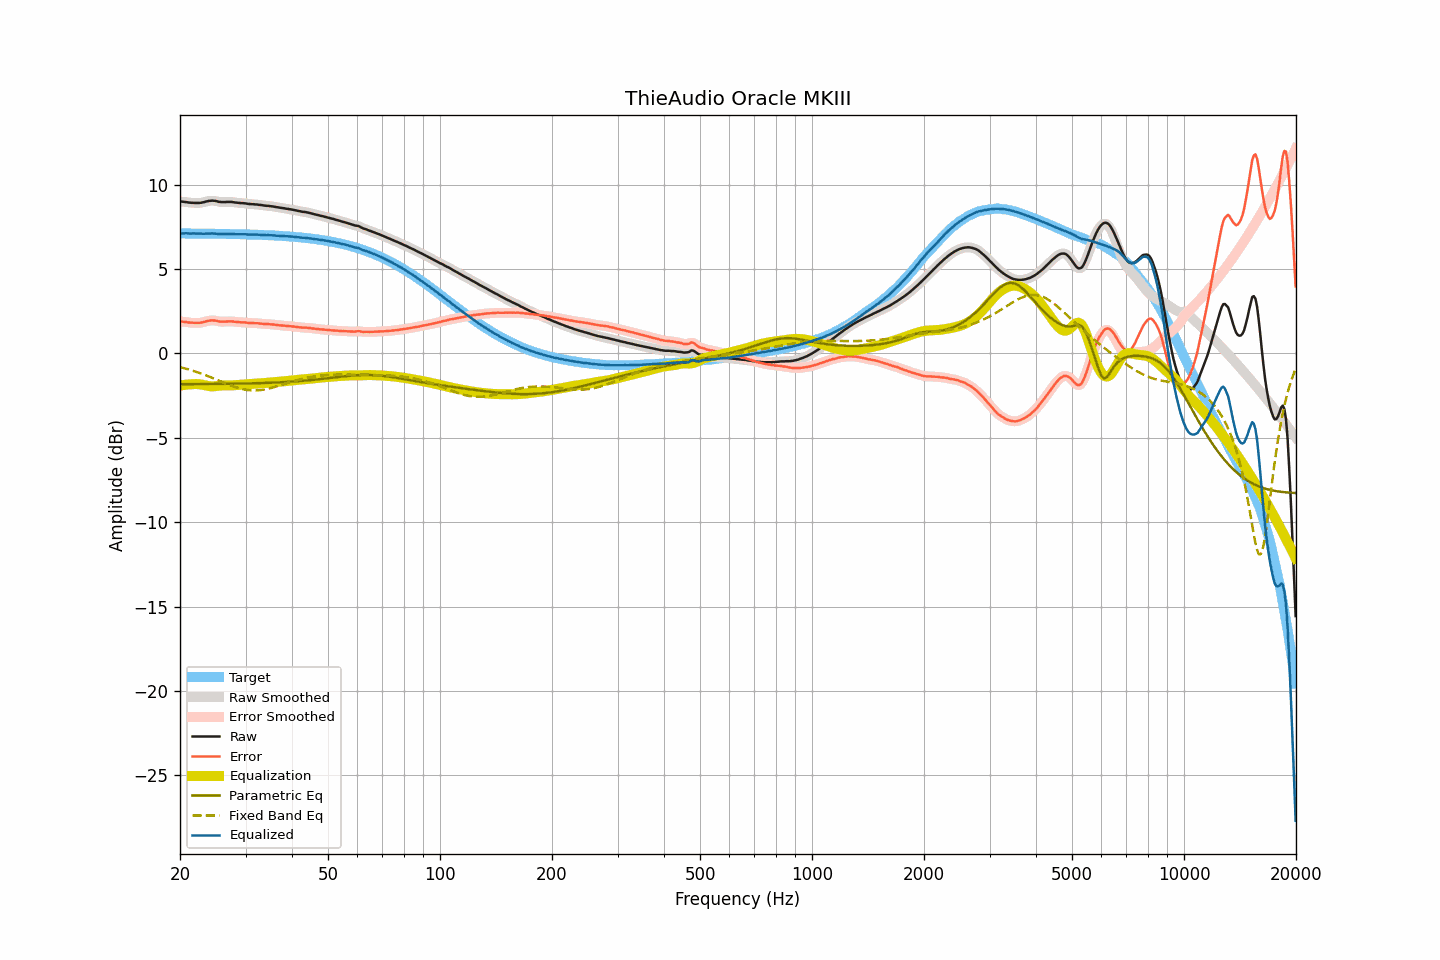 ThieAudio Oracle MKIII
Amplitude (dBr)
10
5
0
−5
−10
−15
−20
−25
Target
Raw Smoothed
Error Smoothed
Raw
Error
Equalization
Parametric Eq
Fixed Band Eq
Equalized
20 50 100 200 500 1000 2000 5000 10000 20000
Frequency (Hz)